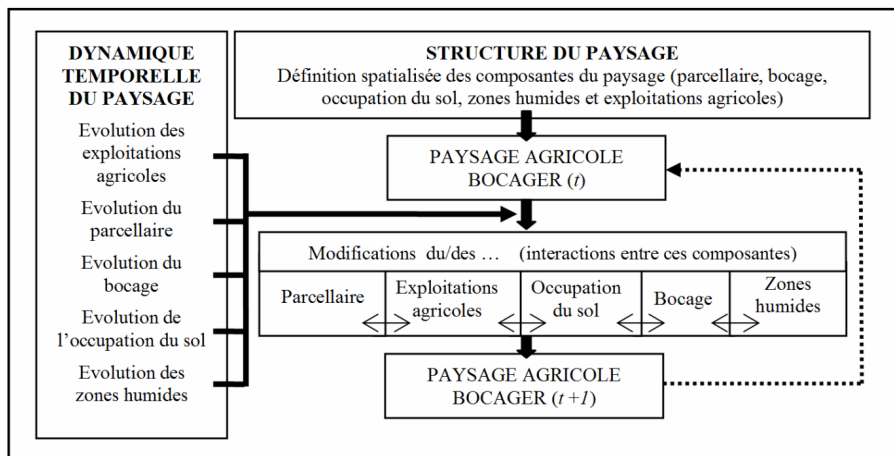 DYNAMIQUE
TEMPORELLE
DU PAYSAGE
Evolution des
exploitations
agricoles
Evolution du
parcellaire
Evolution du
bocage
Evolution de
l’occupation du sol
Evolution des
zones humides
STRUCTURE DU PAYSAGE
Définition spatialisée des composantes du paysage (parcellaire, bocage,
occupation du sol, zones humides et exploitations agricoles)
PAYSAGE AGRICOLE
BOCAGER (t)
Modifications du/des … (interactions entre ces composantes)
Parcellaire
Exploitations
agricoles
Occupation
du sol
Bocage
Zones
humides
PAYSAGE AGRICOLE
BOCAGER (t +1)